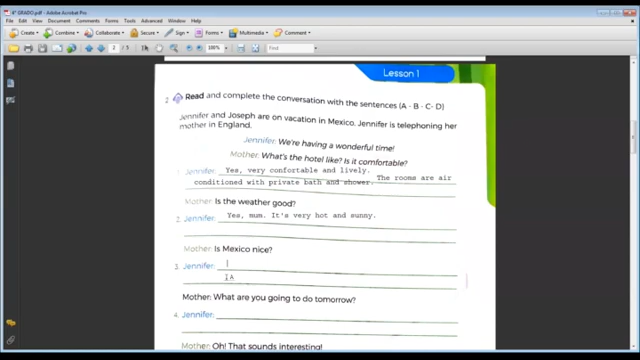 4° GRADO.pdf - Adobe Acrobat Pro
File Edit View Document Comments Forms Tools Advanced Window Help
Create Combine Collaborate Secure Sign Forms Multimedia Comment
2 / 5 100% Find
Lesson 1
2 Read and complete the conversation with the sentences (A - B - C- D)
Jennifer and Joseph are on vacation in Mexico. Jennifer is telephoning her
mother in England.
Jennifer: We're having a wonderful time!
Mother: What's the hotel like? Is it comfortable?
1. Jennifer: Yes, very confortable and lively. The rooms are air
conditioned with private bath and shower.
Mother: Is the weather good?
2. Jennifer: Yes, mum. It's very hot and sunny.
Mother: Is Mexico nice?
3. Jennifer:
A
Mother: What are you going to do tomorrow?
4. Jennifer:
Mother: Oh! That sounds interesting!